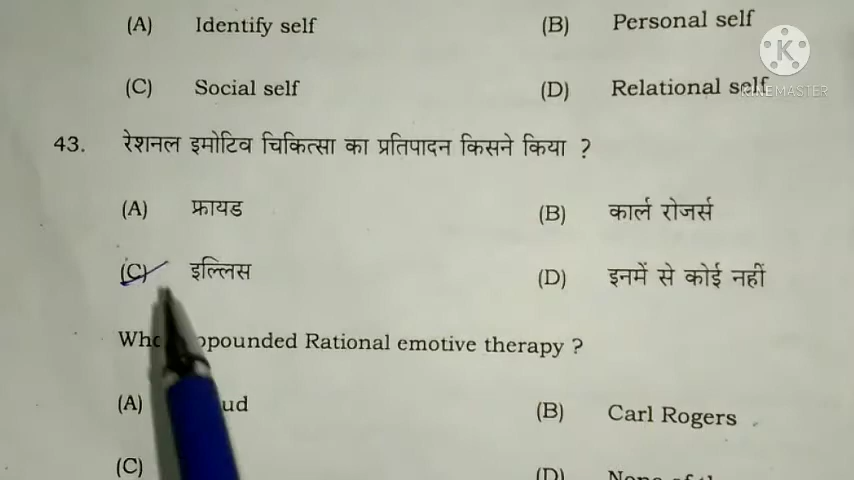 (A) Identify self (B) Personal self
K
KINEMASTER
(C) Social self (D) Relational self
43. रेशनल इमोटिव चिकित्सा का प्रतिपादन किसने किया ?
(A) फ्रायड (B) कार्ल रोजर्स
(C) इल्लिस (D) इनमें से कोई नहीं
Rational emotive therapy ?
(A) (B) Carl Rogers
(C) (D)